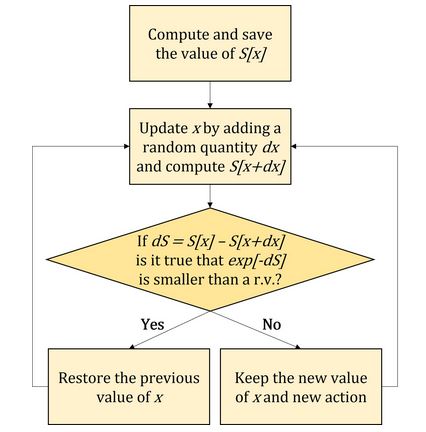 Compute and save
the value of S[x]
Update x by adding a
random quantity dx
and compute S[x+dx]
If dS = S[x] – S[x+dx]
is it true that exp[-dS]
is smaller than a r.v.?
Yes
No
Restore the previous
value of x
Keep the new value
of x and new action